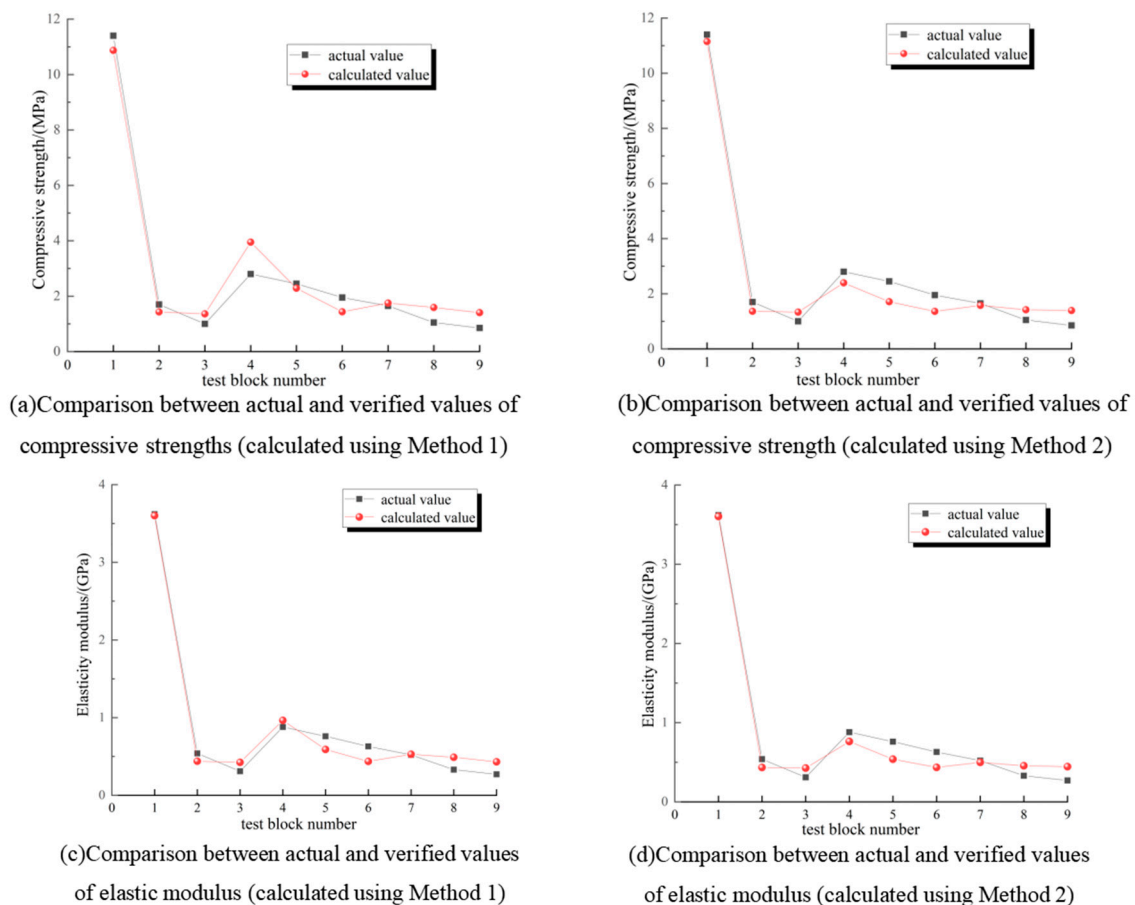 12
10
8
6
4
2
0
Compressive strength/(MPa)
actual value
calculated value
0 1 2 3 4 5 6 7 8 9
test block number
(a)Comparison between actual and verified values of
compressive strengths (calculated using Method 1)
12
10
8
6
4
2
0
Compressive strength/(MPa)
actual value
calculated value
0 1 2 3 4 5 6 7 8 9
test block number
(b)Comparison between actual and verified values of
compressive strength (calculated using Method 2)
4
3
2
1
0
Elasticity modulus/(GPa)
actual value
calculated value
0 1 2 3 4 5 6 7 8 9
test block number
(c)Comparison between actual and verified values
of elastic modulus (calculated using Method 1)
4
3
2
1
0
Elasticity modulus/(GPa)
actual value
calculated value
0 1 2 3 4 5 6 7 8 9
test block number
(d)Comparison between actual and verified values
of elastic modulus (calculated using Method 2)